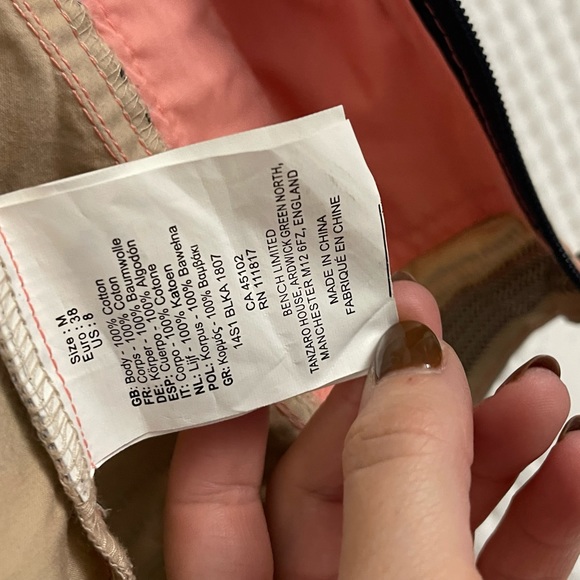 Size : M
Euro : 38
US : 8
GB: Body - 100% Cotton
FR: Corps - 100% Cotton
DE: Körper - 100% Baumwolle
ESP: Cuerpo - 100% Algodón
IT: Corpo - 100% Cotone
NL: Lijf - 100% Katoen
POL: Korpus - 100% Bawełna
GR: Κορμός - 100% Βαμβάκι
14S1 BLKA 1807
CA 45102
RN 111817
BENCH LIMITED
TANZARO HOUSE, ARDWICK GREEN NORTH,
MANCHESTER M12 6FZ, ENGLAND
MADE IN CHINA
FABRIQUÉ EN CHINE